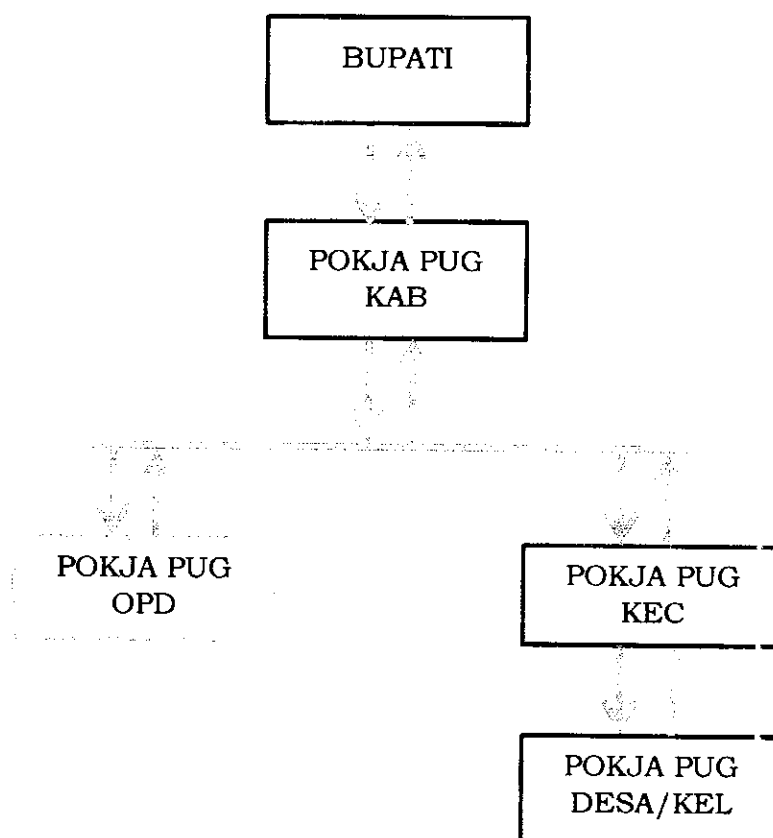 BUPATI
POKJA PUG
KAB
POKJA PUG
OPD
POKJA PUG
KEC
POKJA PUG
DESA/KEL